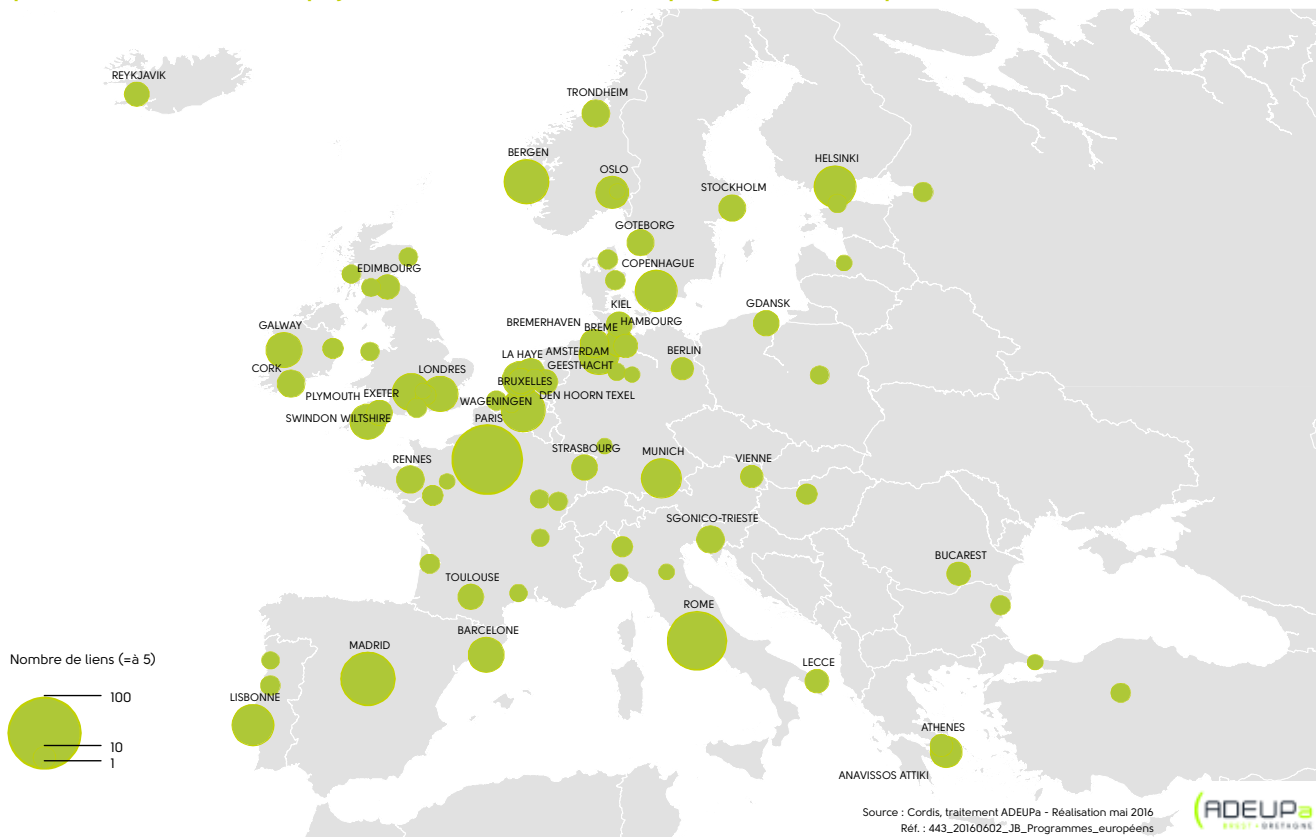 REYKJAVIK
TRONDHEIM
BERGEN
OSLO
HELSINKI
STOCKHOLM
GOTEBORG
EDIMBOURG
COPENHAGUE
KIEL
GDANSK
BREMERHAVEN
HAMBOURG
BREME
GALWAY
LA HAYE
AMSTERDAM
BERLIN
GEESTHACHT
CORK
LONDRES
BRUXELLES
PLYMOUTH
EXETER
DEN HOORN TEXEL
WAGENINGEN
SWINDON WILTSHIRE
PARIS
RENNES
STRASBOURG
MUNICH
VIENNE
SGONICO-TRIESTE
BUCAREST
TOULOUSE
ROME
BARCELONE
MADRID
LECCE
LISBONNE
ATHENES
ANAVISSOS ATTIKI
Nombre de liens (=à 5)
100
10
1
Source : Cordis, traitement ADEUPa - Réalisation mai 2016
Réf. : 443_20160602_JB_Programmes_européens
ADEUPa
BREST • BRETAGNE